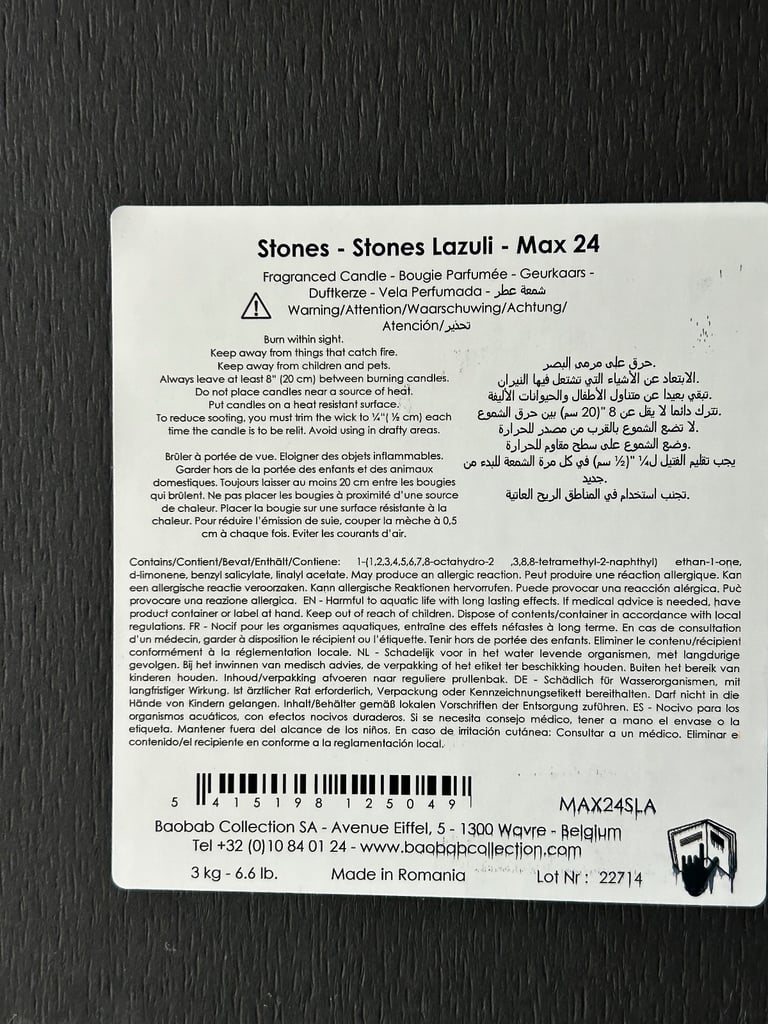 Stones - Stones Lazuli - Max 24
Fragranced Candle - Bougie Parfumée - Geurkaars -
Duftkerze - Vela Perfumada - شمعة عطر
Warning/Attention/Waarschuwing/Achtung/
Atención/تحذير
Burn within sight.
Keep away from things that catch fire.
Keep away from children and pets.
Always leave at least 8" (20 cm) between burning candles.
Do not place candles near a source of heat.
Put candles on a heat resistant surface.
To reduce sooting, you must trim the wick to ¼"( ½ cm) each
time the candle is to be relit. Avoid using in drafty areas.
Brûler à portée de vue. Eloigner des objets inflammables.
Garder hors de la portée des enfants et des animaux
domestiques. Toujours laisser au moins 20 cm entre les bougies
qui brûlent. Ne pas placer les bougies à proximité d'une source
de chaleur. Placer la bougie sur une surface résistante à la
chaleur. Pour réduire l'émission de suie, couper la mèche à 0,5
cm à chaque fois. Eviter les courants d'air.
حرق على مرمى البصر.
الابتعاد عن الأشياء التي تشتعل فيها النيران.
تبقي بعيدا عن متناول الأطفال والحيوانات الأليفة.
تترك دائما لا يقل عن 8 "(20 سم) بين حرق الشموع
لا تضع الشموع بالقرب من مصدر للحرارة.
وضع الشموع على سطح مقاوم للحرارة.
يجب تقليم الفتيل ل¼ "(½ سم) في كل مرة الشمعة للبدء من
جديد.
تجنب استخدام في المناطق الريح العاتية.
Contains/Contient/Bevat/Enthält/Contiene: 1-(1,2,3,4,5,6,7,8-octahydro-2 ,3,8,8-tetramethyl-2-naphthyl) ethan-1-one,
d-limonene, benzyl salicylate, linalyl acetate. May produce an allergic reaction. Peut produire une réaction allergique. Kan
een allergische reactie veroorzaken. Kann allergische Reaktionen hervorrufen. Puede provocar una reacción alérgica. Può
provocare una reazione allergica. EN - Harmful to aquatic life with long lasting effects. If medical advice is needed, have
product container or label at hand. Keep out of reach of children. Dispose of contents/container in accordance with local
regulations. FR - Nocif pour les organismes aquatiques, entraîne des effets néfastes à long terme. En cas de consultation
d'un médecin, garder à disposition le récipient ou l'étiquette. Tenir hors de portée des enfants. Eliminer le contenu/récipient
conformément à la réglementation locale. NL - Schadelijk voor in het water levende organismen, met langdurige
gevolgen. Bij het inwinnen van medisch advies, de verpakking of het etiket ter beschikking houden. Buiten het bereik van
kinderen houden. Inhoud/verpakking afvoeren naar reguliere prullenbak. DE - Schädlich für Wasserorganismen, mit
langfristiger Wirkung. Ist ärztlicher Rat erforderlich, Verpackung oder Kennzeichnungsetikett bereithalten. Darf nicht in die
Hände von Kindern gelangen. Inhalt/Behälter gemäß lokalen Vorschriften der Entsorgung zuführen. ES - Nocivo para los
organismos acuáticos, con efectos nocivos duraderos. Si se necesita consejo médico, tener a mano el envase o la
etiqueta. Mantener fuera del alcance de los niños. En caso de irritación cutánea: Consultar a un médico. Eliminar el
contenido/el recipiente en conforme a la reglamentación local.
5 415198 125049
MAX24SLA
Baobab Collection SA - Avenue Eiffel, 5 - 1300 Wavre - Belgium
Tel +32 (0)10 84 01 24 - www.baobabcollection.com
3 kg - 6.6 lb. Made in Romania Lot Nr : 22714